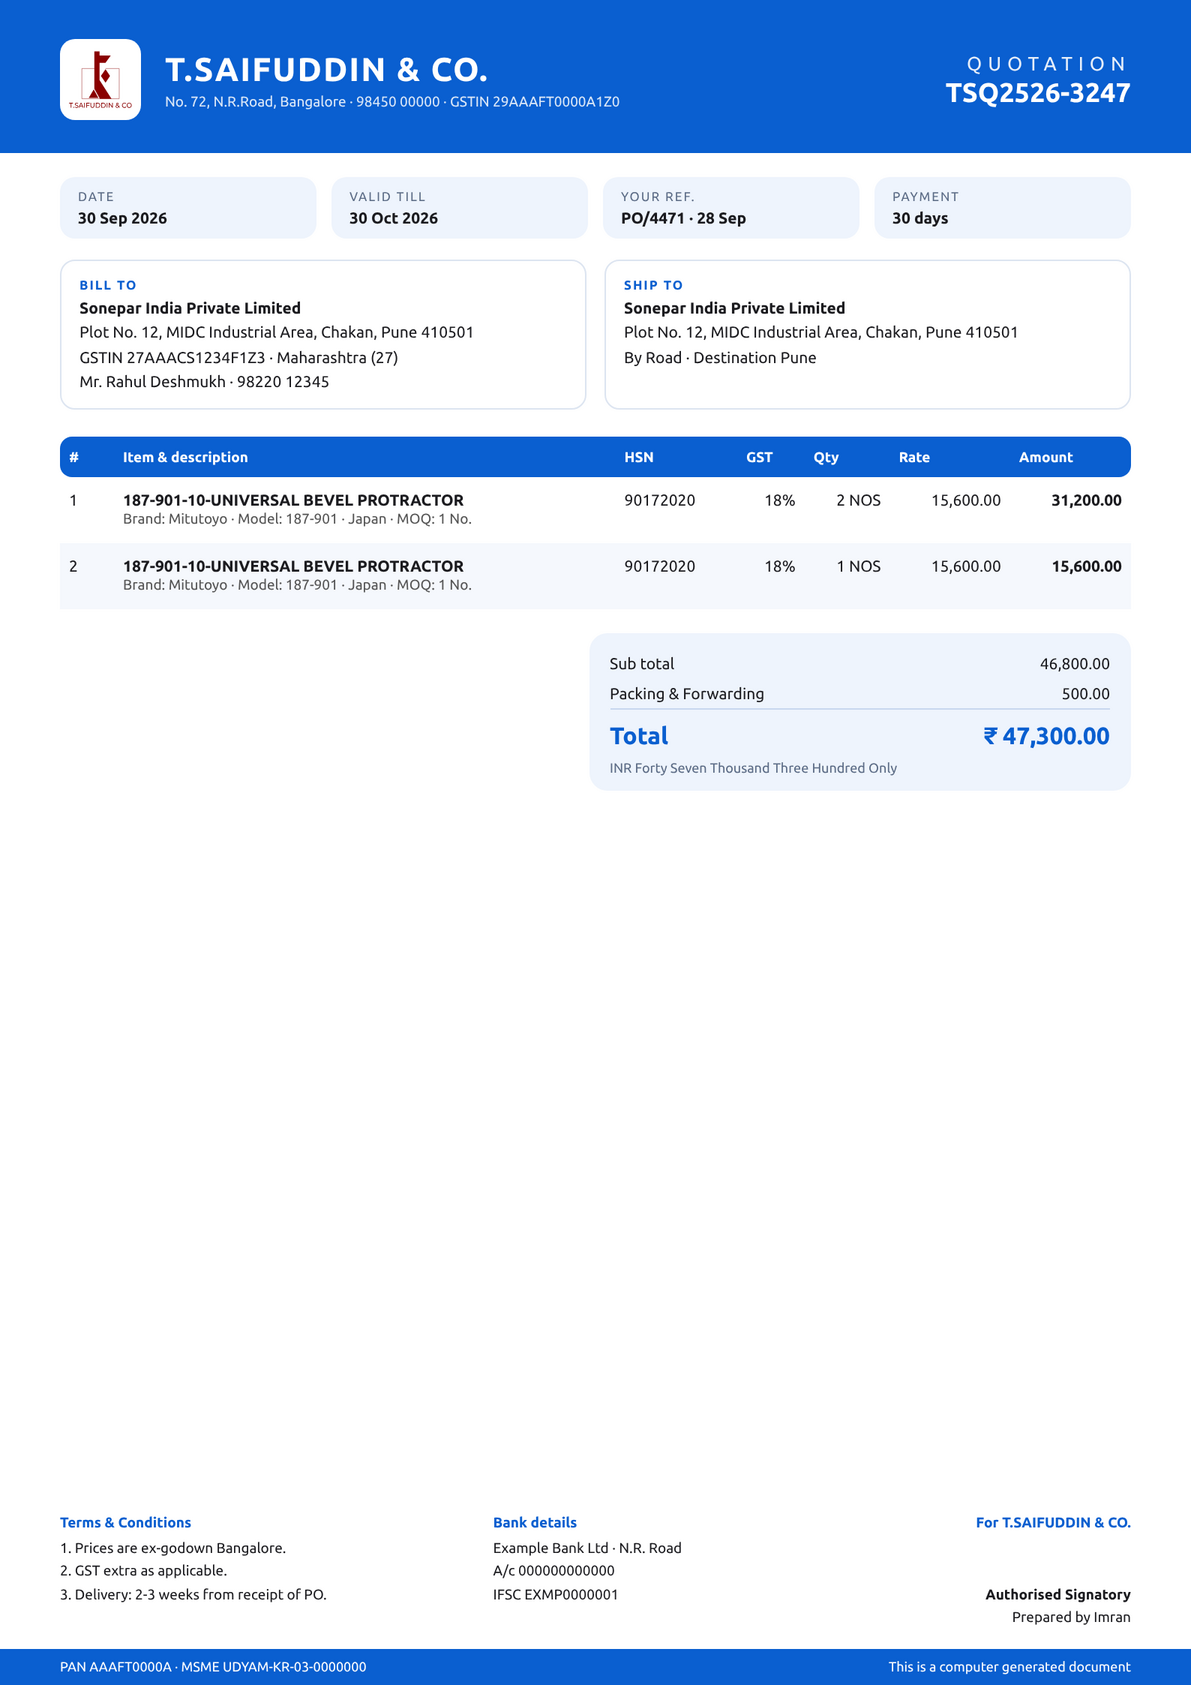 T.SAIFUDDIN & CO
T.SAIFUDDIN & CO.
No. 72, N.R.Road, Bangalore · 98450 00000 · GSTIN 29AAAFT0000A1Z0
QUOTATION
TSQ2526-3247
DATE
30 Sep 2026
VALID TILL
30 Oct 2026
YOUR REF.
PO/4471 · 28 Sep
PAYMENT
30 days
BILL TO
Sonepar India Private Limited
Plot No. 12, MIDC Industrial Area, Chakan, Pune 410501
GSTIN 27AAACS1234F1Z3 · Maharashtra (27)
Mr. Rahul Deshmukh · 98220 12345
SHIP TO
Sonepar India Private Limited
Plot No. 12, MIDC Industrial Area, Chakan, Pune 410501
By Road · Destination Pune
# Item & description HSN GST Qty Rate Amount
1 187-901-10-UNIVERSAL BEVEL PROTRACTOR 90172020 18% 2 NOS 15,600.00 31,200.00
Brand: Mitutoyo · Model: 187-901 · Japan · MOQ: 1 No.
2 187-901-10-UNIVERSAL BEVEL PROTRACTOR 90172020 18% 1 NOS 15,600.00 15,600.00
Brand: Mitutoyo · Model: 187-901 · Japan · MOQ: 1 No.
Sub total 46,800.00
Packing & Forwarding 500.00
Total ₹ 47,300.00
INR Forty Seven Thousand Three Hundred Only
Terms & Conditions
1. Prices are ex-godown Bangalore.
2. GST extra as applicable.
3. Delivery: 2-3 weeks from receipt of PO.
Bank details
Example Bank Ltd · N.R. Road
A/c 000000000000
IFSC EXMP0000001
For T.SAIFUDDIN & CO.
Authorised Signatory
Prepared by Imran
PAN AAAFT0000A · MSME UDYAM-KR-03-0000000
This is a computer generated document